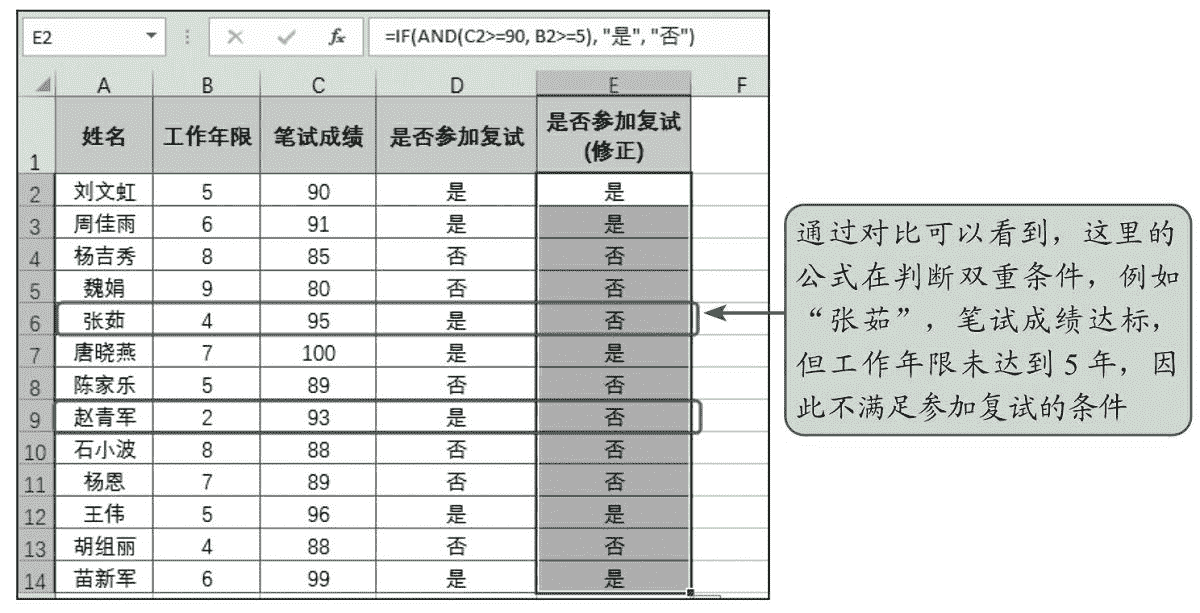 E2 fx =IF(AND(C2>=90, B2>=5), "是", "否")
A B C D E F
1 姓名 工作年限 笔试成绩 是否参加复试 是否参加复试
(修正)
2 刘文虹 5 90 是 是
3 周佳雨 6 91 是 是
4 杨吉秀 8 85 否 否
5 魏娟 9 80 否 否
6 张茹 4 95 是 否
7 唐晓燕 7 100 是 是
8 陈家乐 5 89 否 否
9 赵青军 2 93 是 否
10 石小波 8 88 否 否
11 杨恩 7 89 否 否
12 王伟 5 96 是 是
13 胡组丽 4 88 否 否
14 苗新军 6 99 是 是
通过对比可以看到，这里的
公式在判断双重条件，例如
“张茹”，笔试成绩达标，
但工作年限未达到 5 年，因
此不满足参加复试的条件